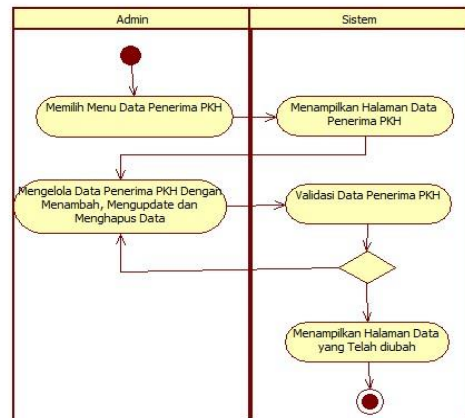 Admin
Sistem
Memilih Menu Data Penerima PKH
Menampilkan Halaman Data
Penerima PKH
Mengelola Data Penerima PKH Dengan
Menambah, Mengupdate dan
Menghapus Data
Validasi Data Penerima PKH
Menampilkan Halaman Data
yang Telah diubah